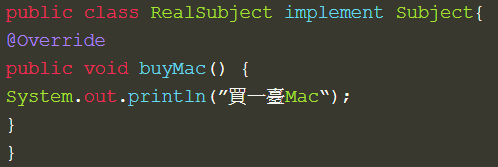 public class RealSubject implement Subject{
@Override
public void buyMac() {
System.out.println(”買一臺Mac“);
}
}